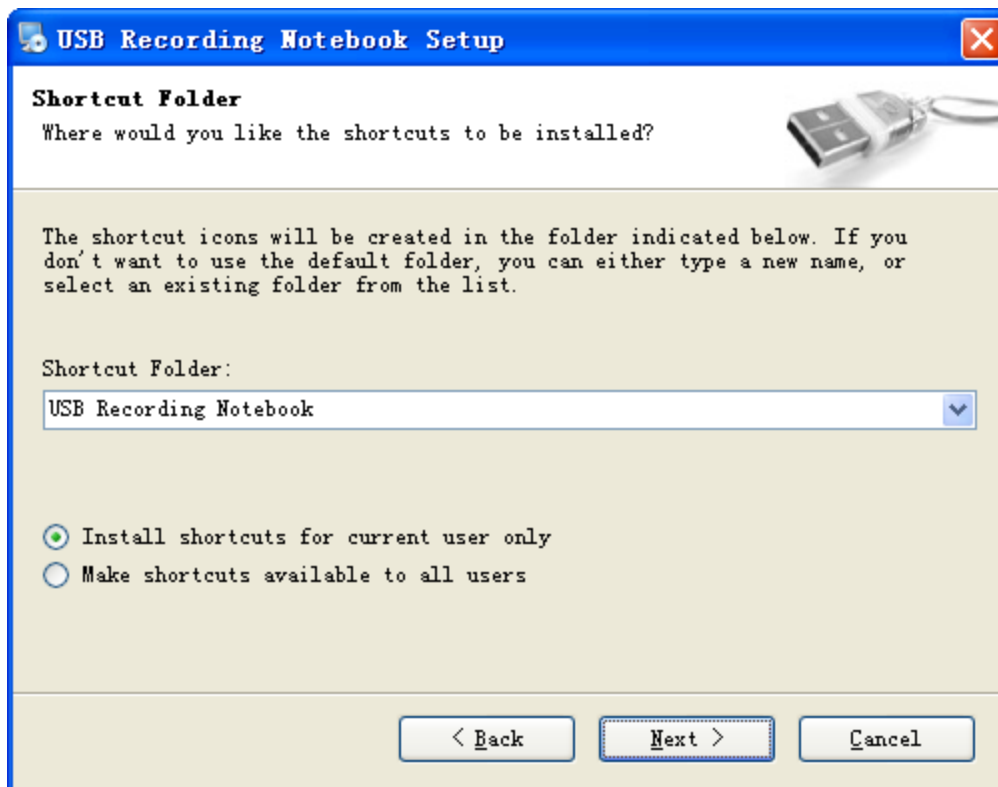 USB Recording Notebook Setup
Shortcut Folder
Where would you like the shortcuts to be installed?
The shortcut icons will be created in the folder indicated below. If you
don't want to use the default folder, you can either type a new name, or
select an existing folder from the list.
Shortcut Folder:
USB Recording Notebook
Install shortcuts for current user only
Make shortcuts available to all users
< Back
Next >
Cancel